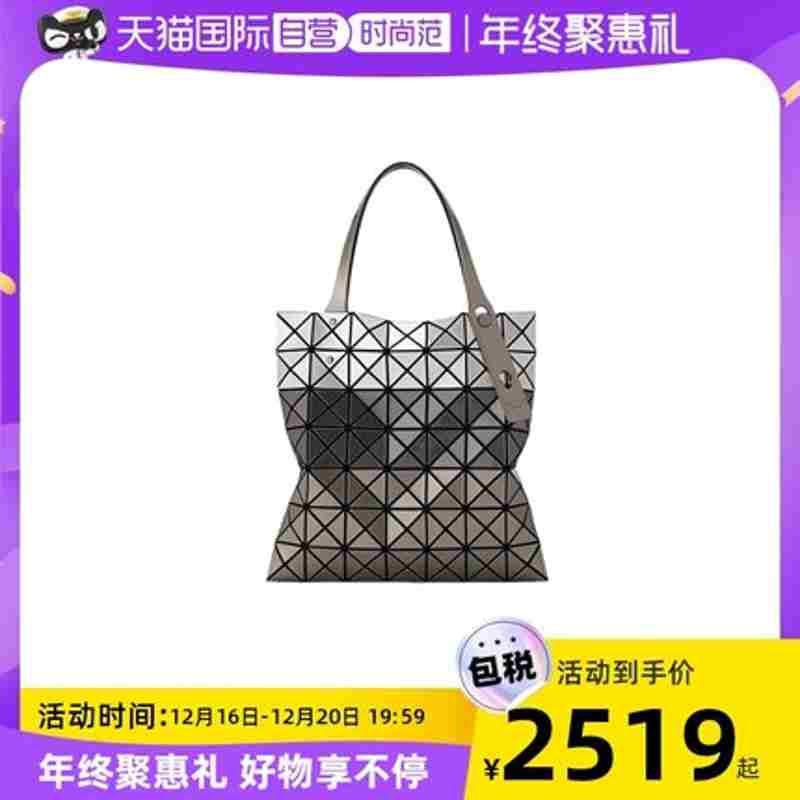 天猫国际 自营 时尚范 年终聚惠礼
包税 活动到手价
¥2519起
活动时间:12月16日-12月20日 19:59
年终聚惠礼 好物享不停